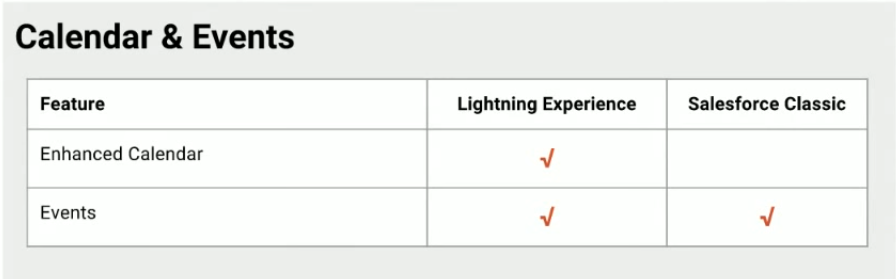 Calendar & Events
Feature Lightning Experience Salesforce Classic
Enhanced Calendar √
Events √ √